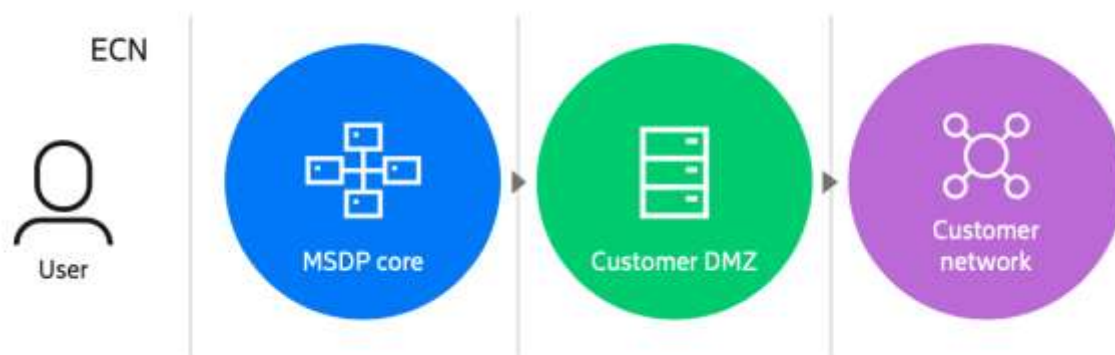 ECN
User
MSDP core
Customer DMZ
Customer
network